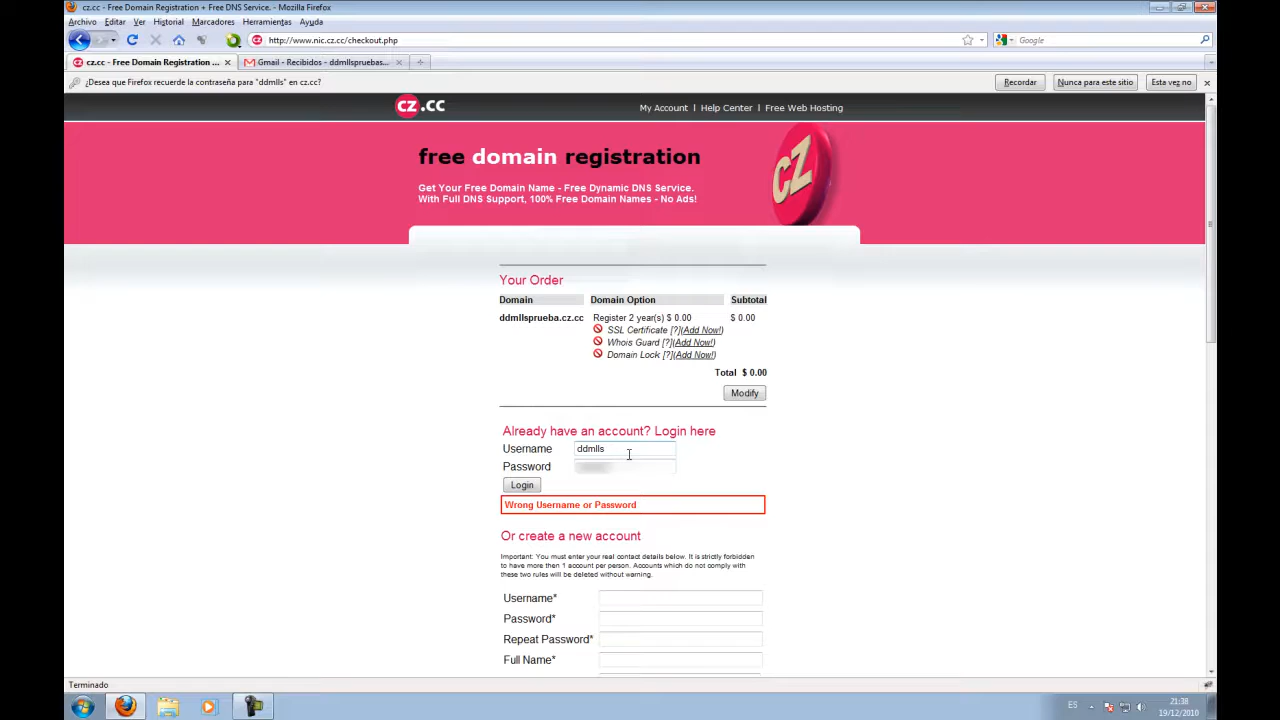 cz.cc - Free Domain Registration + Free DNS Service. - Mozilla Firefox
Archivo Editar Ver Historial Marcadores Herramientas Ayuda
http://www.nic.cz.cc/checkout.php
Google
cz.cc - Free Domain Registration ...
Gmail - Recibidos - ddmllspruebas...
¿Desea que Firefox recuerde la contraseña para "ddmlls" en cz.cc?
Recordar
Nunca para este sitio
Esta vez no
cz.cc
My Account | Help Center | Free Web Hosting
free domain registration
CZ
Get Your Free Domain Name - Free Dynamic DNS Service.
With Full DNS Support, 100% Free Domain Names - No Ads!
Your Order
Domain Domain Option Subtotal
ddmllsprueba.cz.cc Register 2 year(s) $ 0.00 $ 0.00
SSL Certificate [?](Add Now!)
Whois Guard [?](Add Now!)
Domain Lock [?](Add Now!)
Total $ 0.00
Modify
Already have an account? Login here
Username ddmlls
Password
Login
Wrong Username or Password
Or create a new account
Important: You must enter your real contact details below. It is strictly forbidden
to have more then 1 account per person. Accounts which do not comply with
these two rules will be deleted without warning.
Username*
Password*
Repeat Password*
Full Name*
Terminado
ES
21:38
19/12/2010